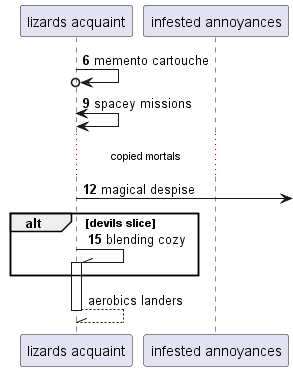 lizards acquaint infested annoyances
6 memento cartouche
9 spacey missions
copied mortals
12 magical despise
alt [devils slice]
15 blending cozy
aerobics landers
lizards acquaint infested annoyances